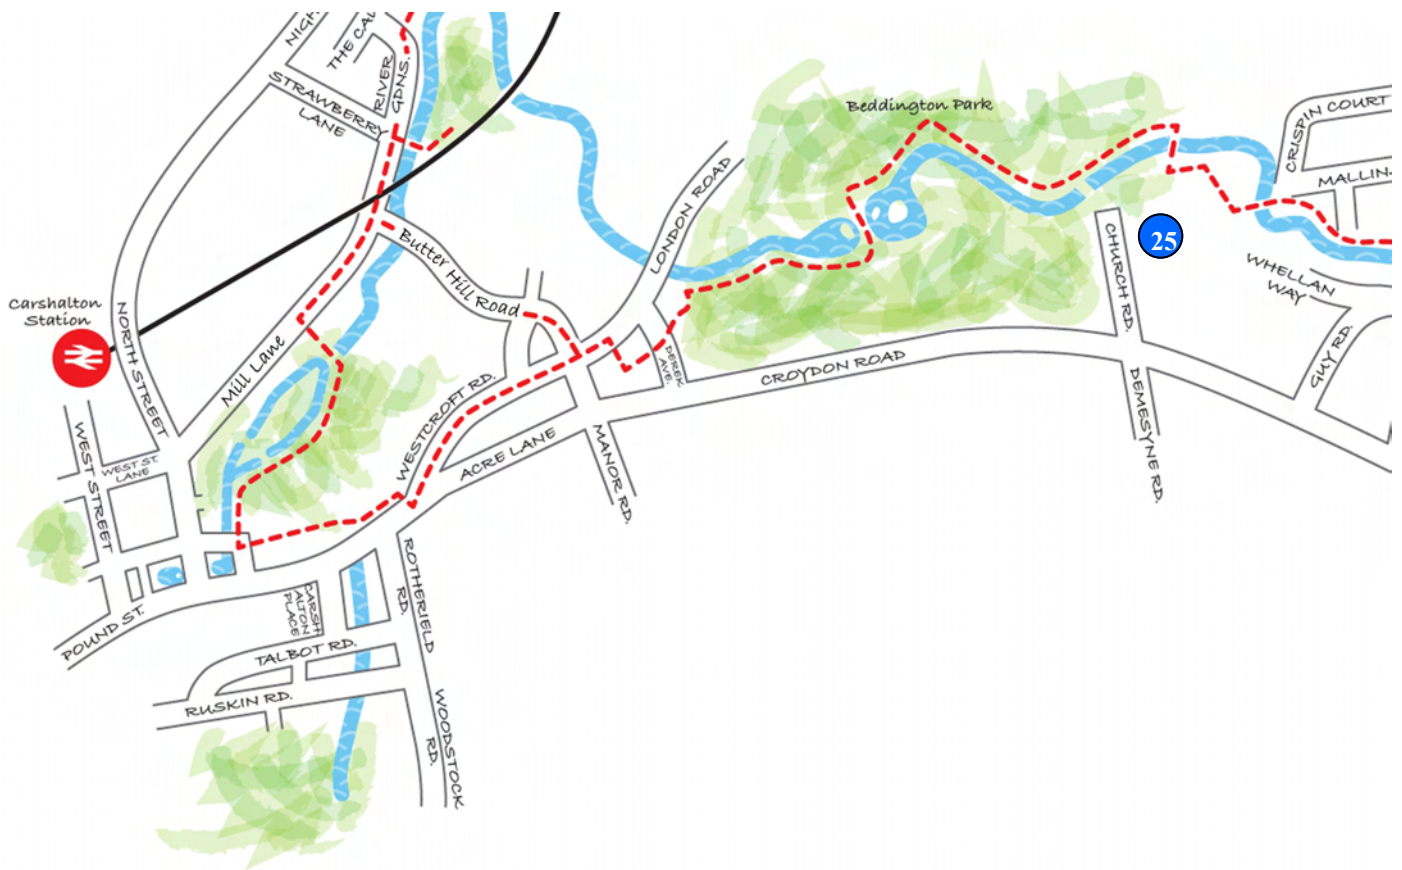 NIGH
THE CAL
RIVER
GDNS.
STRAWBERRY
LANE
Beddington Park
CRISPIN COURT
MALLIN
LONDON ROAD
Butter Hill Road
CHURCH RD.
25
WHELLAN
WAY
Carshalton
Station
NORTH STREET
Mill Lane
GUY RD.
DEREK
AVE.
CROYDON ROAD
WESTCROFT RD.
DEMESYNE RD.
WEST STREET
WEST ST.
LANE
ACRE LANE
MANOR RD.
ROTHERIELD
RD.
CARSH
ALTON
PLACE
POUND ST.
TALBOT RD.
RUSKIN RD.
WOODSTOCK
RD.